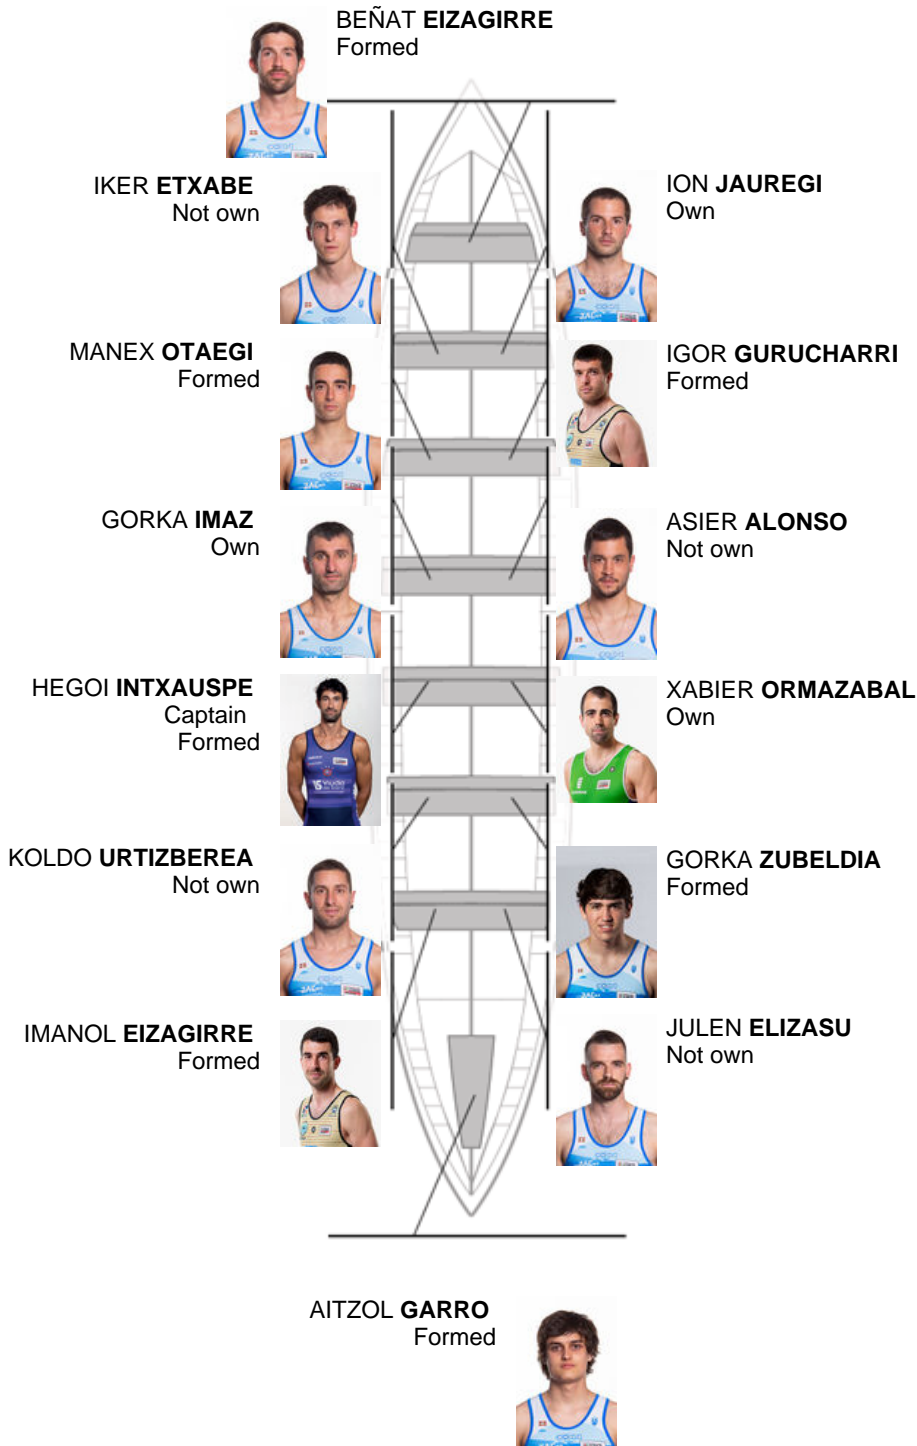 BEÑAT EIZAGIRRE
Formed
IKER ETXABE
Not own
ION JAUREGI
Own
MANEX OTAEGI
Formed
IGOR GURUCHARRI
Formed
GORKA IMAZ
Own
ASIER ALONSO
Not own
HEGOI INTXAUSPE
Captain
Formed
XABIER ORMAZABAL
Own
KOLDO URTIZBEREA
Not own
GORKA ZUBELDIA
Formed
IMANOL EIZAGIRRE
Formed
JULEN ELIZASU
Not own
AITZOL GARRO
Formed